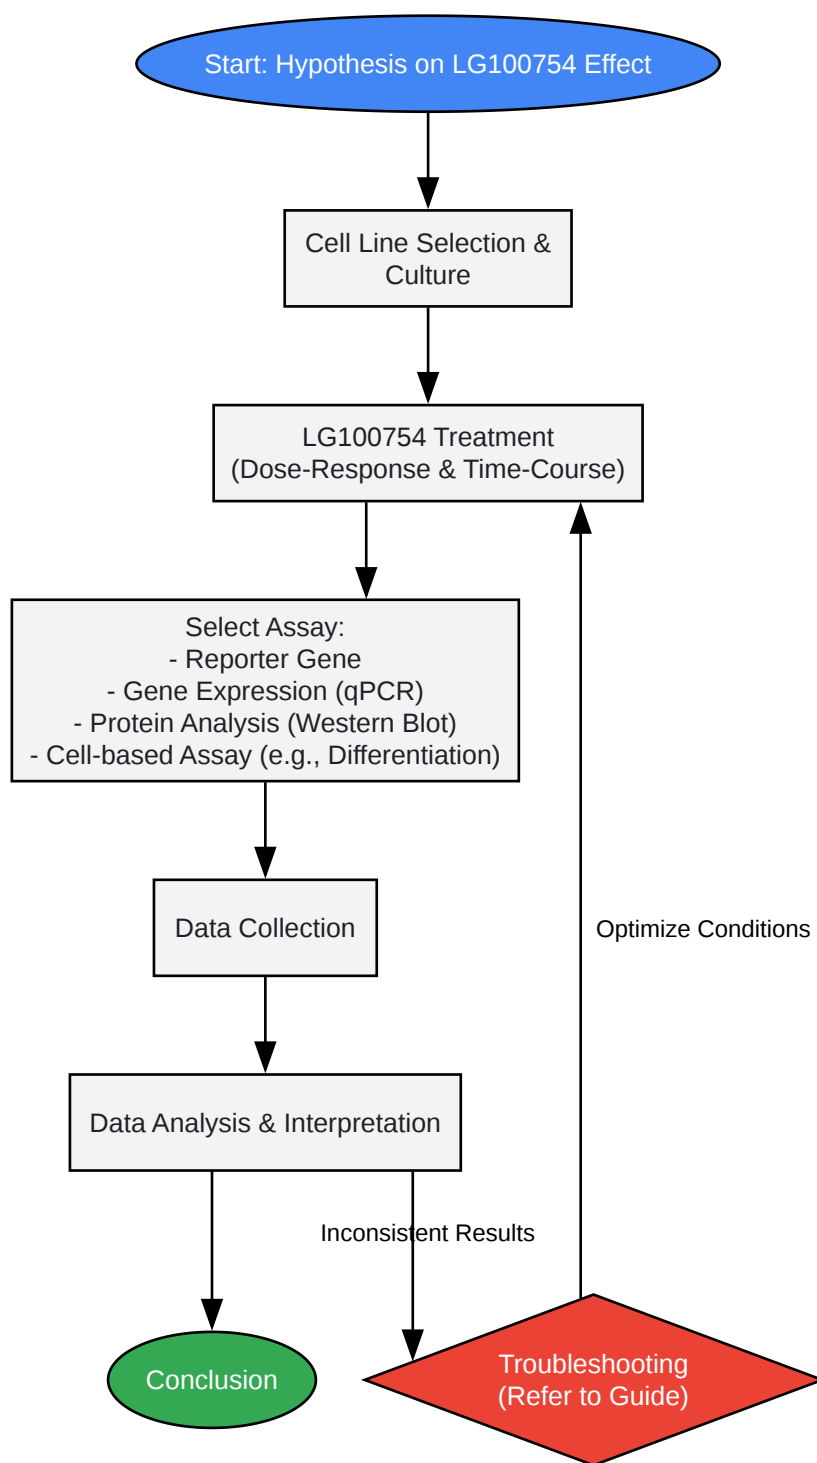 Start: Hypothesis on LG100754 Effect
Cell Line Selection &
Culture
LG100754 Treatment
(Dose-Response & Time-Course)
Select Assay:
- Reporter Gene
- Gene Expression (qPCR)
- Protein Analysis (Western Blot)
- Cell-based Assay (e.g., Differentiation)
Data Collection
Optimize Conditions
Data Analysis & Interpretation
Inconsistent Results
Conclusion
Troubleshooting
(Refer to Guide)